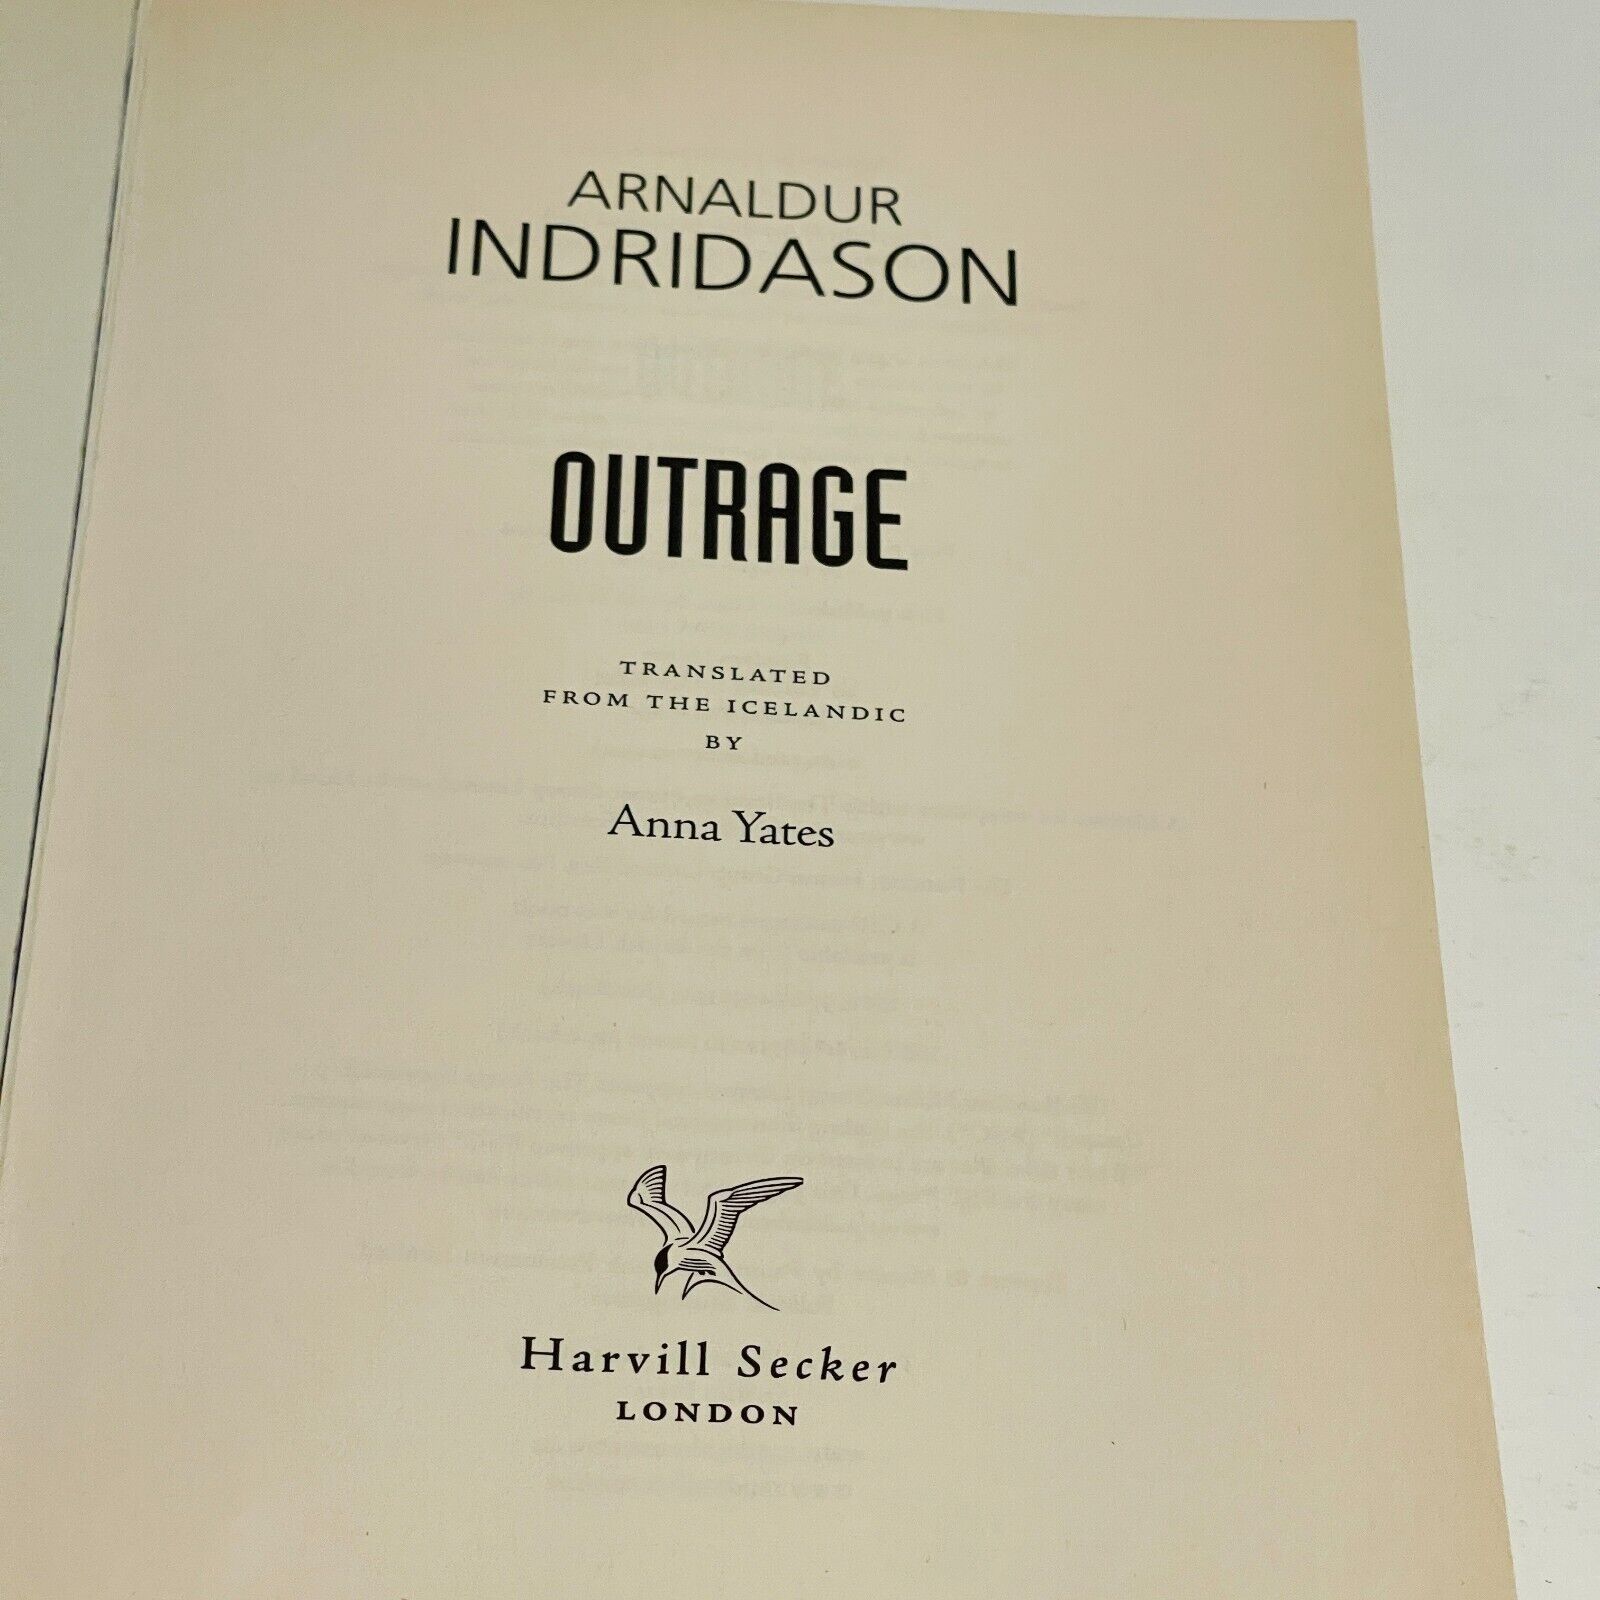 ARNALDUR
INDRIDASON
OUTRAGE
TRANSLATED
FROM THE ICELANDIC
BY
Anna Yates
Harvill Secker
LONDON